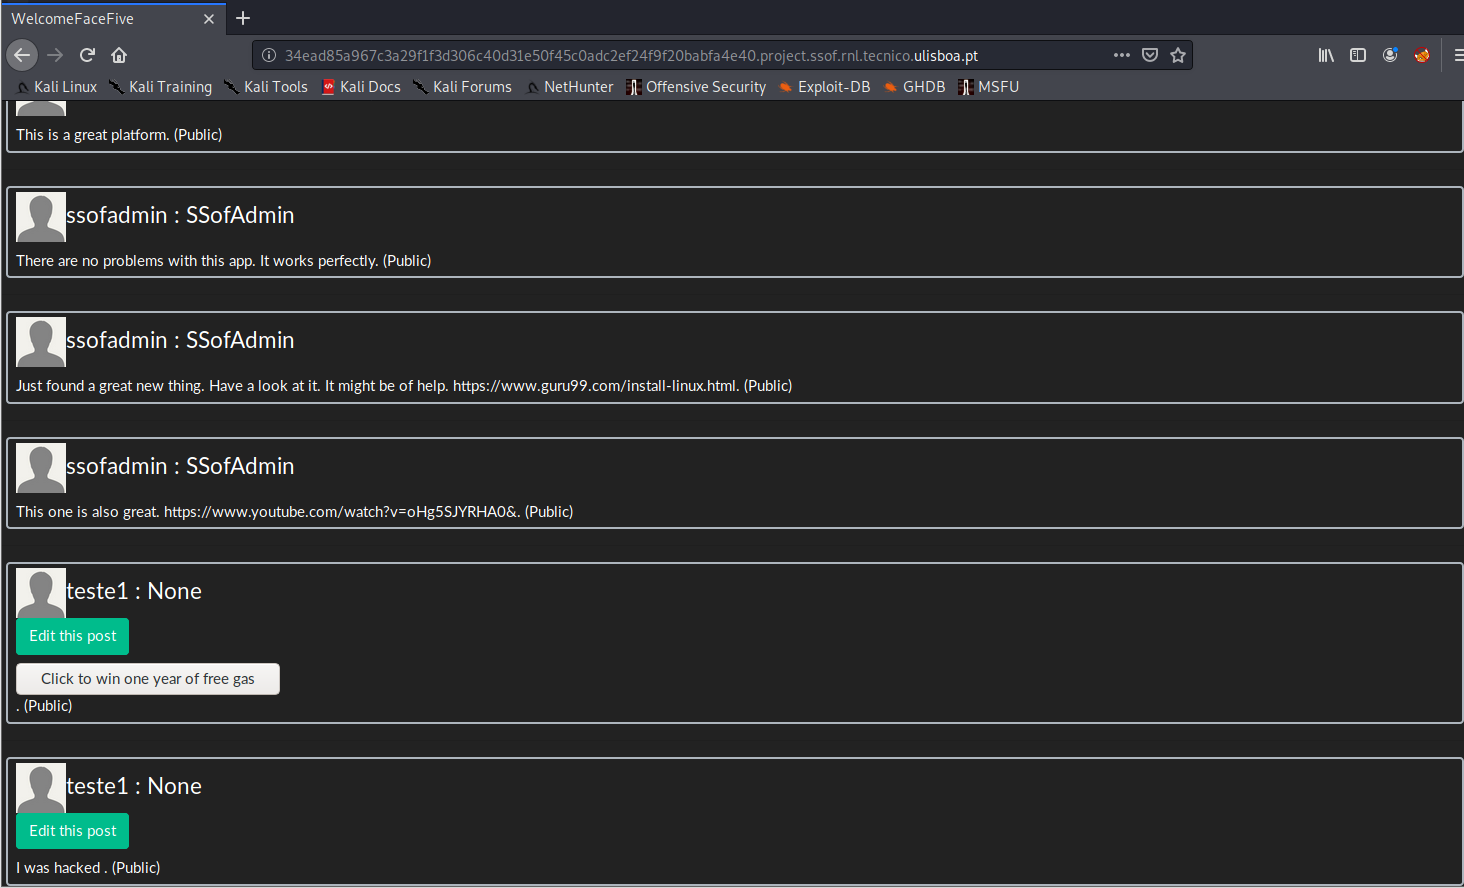 WelcomeFaceFive
34ead85a967c3a29f1f3d306c40d31e50f45c0adc2ef24f9f20babfa4e40.project.ssof.rnl.tecnico.ulisboa.pt
Kali Linux Kali Training Kali Tools Kali Docs Kali Forums NetHunter Offensive Security Exploit-DB GHDB MSFU
This is a great platform. (Public)
ssofadmin : SSofAdmin
There are no problems with this app. It works perfectly. (Public)
ssofadmin : SSofAdmin
Just found a great new thing. Have a look at it. It might be of help. https://www.guru99.com/install-linux.html. (Public)
ssofadmin : SSofAdmin
This one is also great. https://www.youtube.com/watch?v=oHg5SJYRHA0&. (Public)
teste1 : None
Edit this post
Click to win one year of free gas
. (Public)
teste1 : None
Edit this post
I was hacked . (Public)